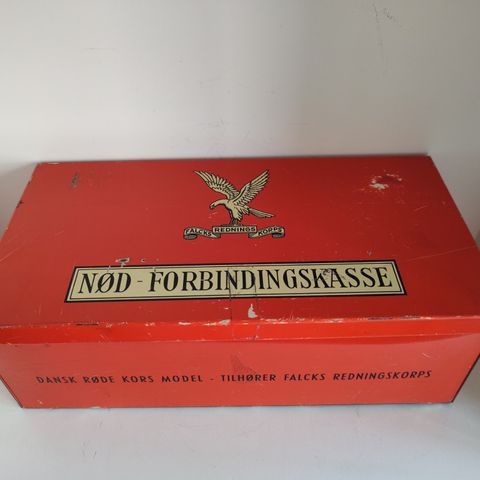 FALCKS REDNINGS KORPS
NØD - FORBINDINGSKASSE
DANSK RØDE KORS MODEL - TILHØRER FALCKS REDNINGSKORPS